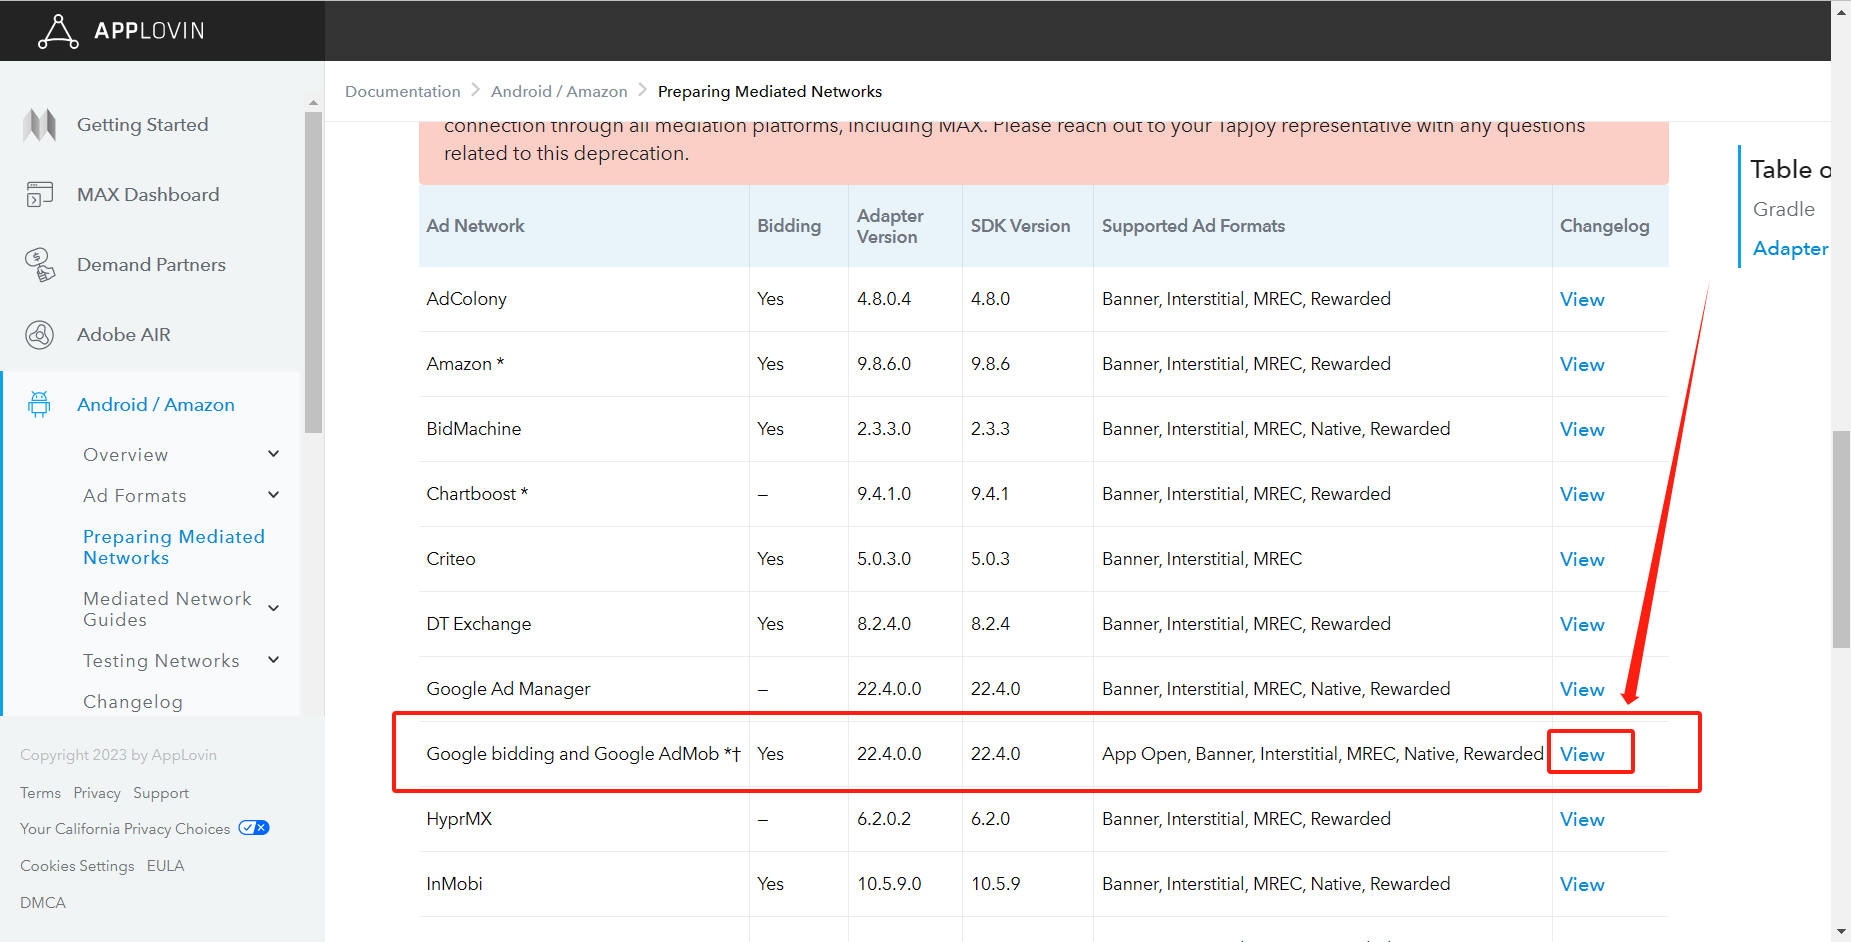 APPLOVIN
Documentation > Android / Amazon > Preparing Mediated Networks
Getting Started
MAX Dashboard
Demand Partners
Adobe AIR
Android / Amazon
Overview
Ad Formats
Preparing Mediated
Networks
Mediated Network
Guides
Testing Networks
Changelog
Copyright 2023 by AppLovin
Terms Privacy Support
Your California Privacy Choices
Cookies Settings EULA
DMCA
connection through all mediation platforms, including MAX. Please reach out to your Tapjoy representative with any questions
related to this deprecation.
Ad Network Bidding Adapter Version SDK Version Supported Ad Formats Changelog
AdColony Yes 4.8.0.4 4.8.0 Banner, Interstitial, MREC, Rewarded View
Amazon * Yes 9.8.6.0 9.8.6 Banner, Interstitial, MREC, Rewarded View
BidMachine Yes 2.3.3.0 2.3.3 Banner, Interstitial, MREC, Native, Rewarded View
Chartboost * – 9.4.1.0 9.4.1 Banner, Interstitial, MREC, Rewarded View
Criteo Yes 5.0.3.0 5.0.3 Banner, Interstitial, MREC View
DT Exchange Yes 8.2.4.0 8.2.4 Banner, Interstitial, MREC, Rewarded View
Google Ad Manager – 22.4.0.0 22.4.0 Banner, Interstitial, MREC, Native, Rewarded View
Google bidding and Google AdMob *† Yes 22.4.0.0 22.4.0 App Open, Banner, Interstitial, MREC, Native, Rewarded View
HyprMX – 6.2.0.2 6.2.0 Banner, Interstitial, MREC, Rewarded View
InMobi Yes 10.5.9.0 10.5.9 Banner, Interstitial, MREC, Native, Rewarded View
Table o
Gradle
Adapter